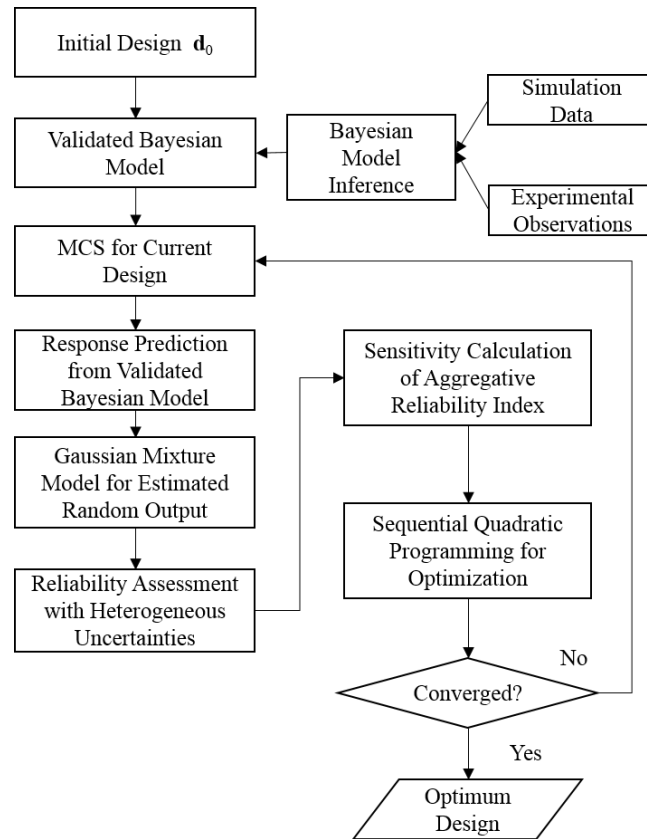 Initial Design d₀
Validated Bayesian
Model
Bayesian
Model
Inference
Simulation
Data
Experimental
Observations
MCS for Current
Design
Response Prediction
from Validated
Bayesian Model
Gaussian Mixture
Model for Estimated
Random Output
Reliability Assessment
with Heterogeneous
Uncertainties
Sensitivity Calculation
of Aggregative
Reliability Index
Sequential Quadratic
Programming for
Optimization
Converged?
No
Yes
Optimum
Design